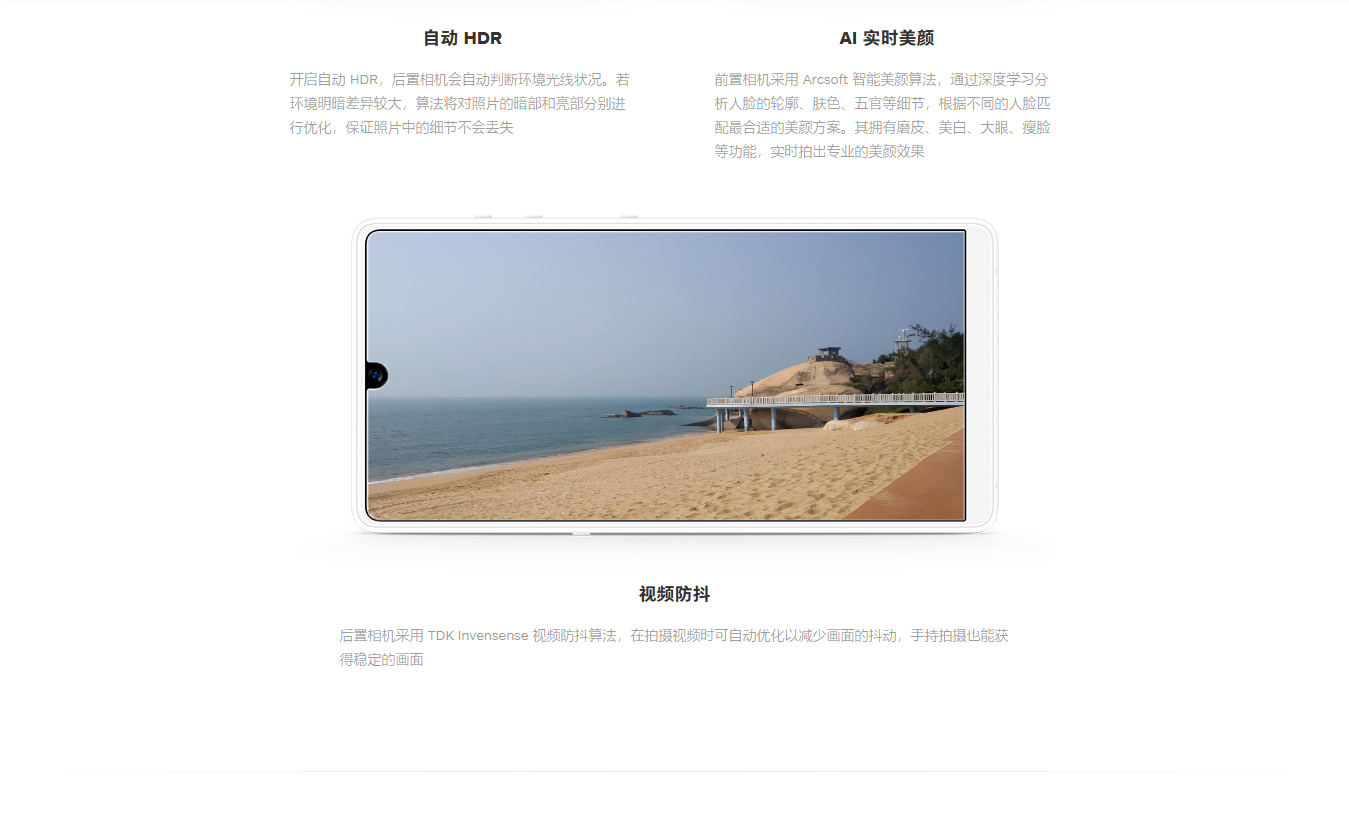 自动 HDR
开启自动 HDR，后置相机会自动判断环境光线状况。若
环境明暗差异较大，算法将对照片的暗部和亮部分别进
行优化，保证照片中的细节不会丢失
AI 实时美颜
前置相机采用 Arcsoft 智能美颜算法，通过深度学习分
析人脸的轮廓、肤色、五官等细节，根据不同的人脸匹
配最合适的美颜方案。其拥有磨皮、美白、大眼、瘦脸
等功能，实时拍出专业的美颜效果
视频防抖
后置相机采用 TDK Invensense 视频防抖算法，在拍摄视频时可自动优化以减少画面的抖动，手持拍摄也能获
得稳定的画面